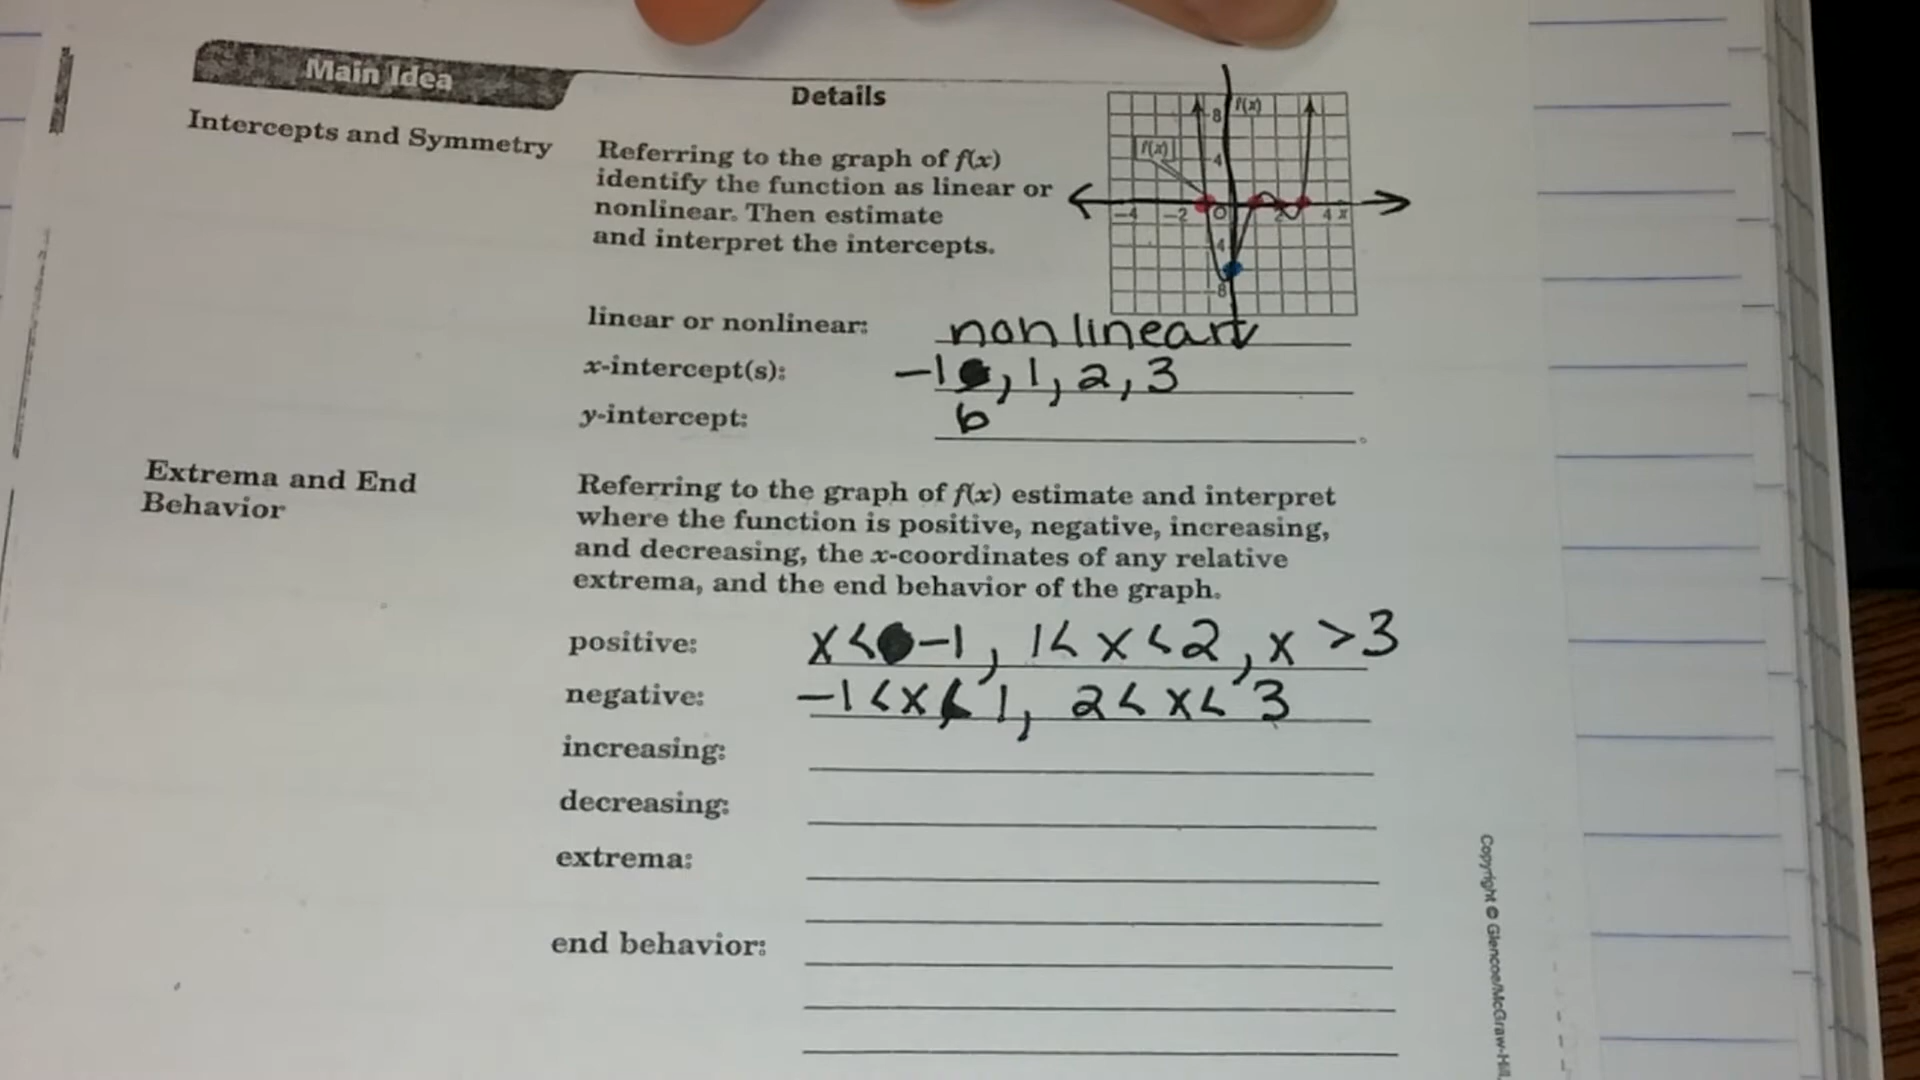 Main Idea
Details
Intercepts and Symmetry
Referring to the graph of f(x)
identify the function as linear or
nonlinear. Then estimate
and interpret the intercepts.
8 f(x)
f(x)
4
-4 -2 O 2 4 x
4
-8
linear or nonlinear: nonlinear
x-intercept(s): -1, 1, 2, 3
y-intercept: 6
Extrema and End
Behavior
Referring to the graph of f(x) estimate and interpret
where the function is positive, negative, increasing,
and decreasing, the x-coordinates of any relative
extrema, and the end behavior of the graph.
positive: x < -1, 1 < x < 2, x > 3
negative: -1 < x < 1, 2 < x < 3
increasing:
decreasing:
extrema:
end behavior:
Copyright © Glencoe/McGraw-Hill,